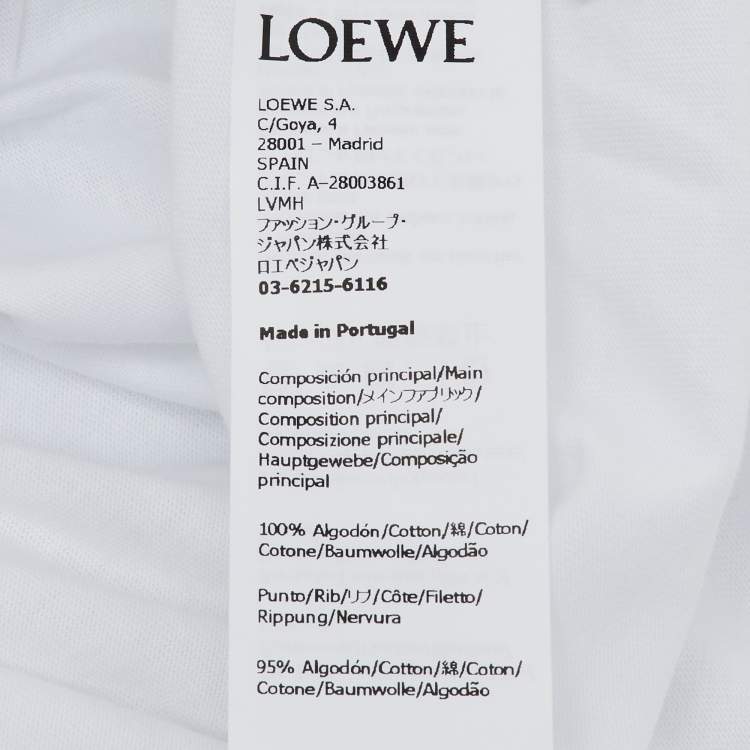 LOEWE
LOEWE S.A.
C/Goya, 4
28001 – Madrid
SPAIN
C.I.F. A–28003861
LVMH
ファッション・グループ・
ジャパン株式会社
ロエベジャパン
03-6215-6116
Made in Portugal
Composición principal/Main
composition/メインファブリック/
Composition principal/
Composizione principale/
Hauptgewebe/Composição
principal
100% Algodón/Cotton/綿/Coton/
Cotone/Baumwolle/Algodão
Punto/Rib/リブ/Côte/Filetto/
Rippung/Nervura
95% Algodón/Cotton/綿/Coton/
Cotone/Baumwolle/Algodão